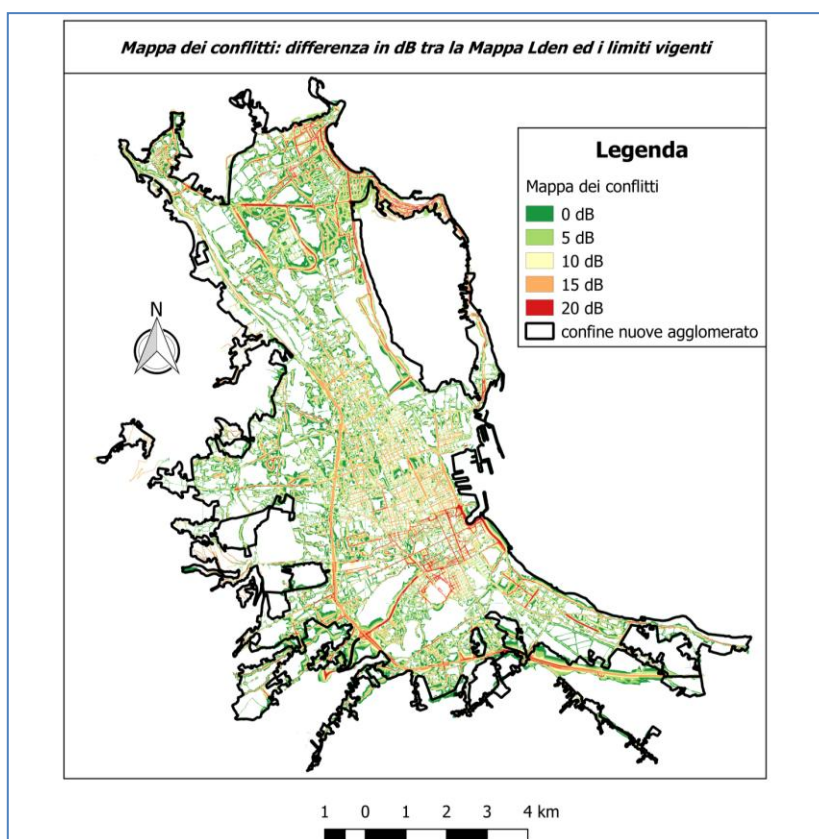 Mappa dei conflitti: differenza in dB tra la Mappa Lden ed i limiti vigenti
Legenda
Mappa dei conflitti
0 dB
5 dB
10 dB
15 dB
20 dB
confine nuove agglomerato
N
1 0 1 2 3 4 km